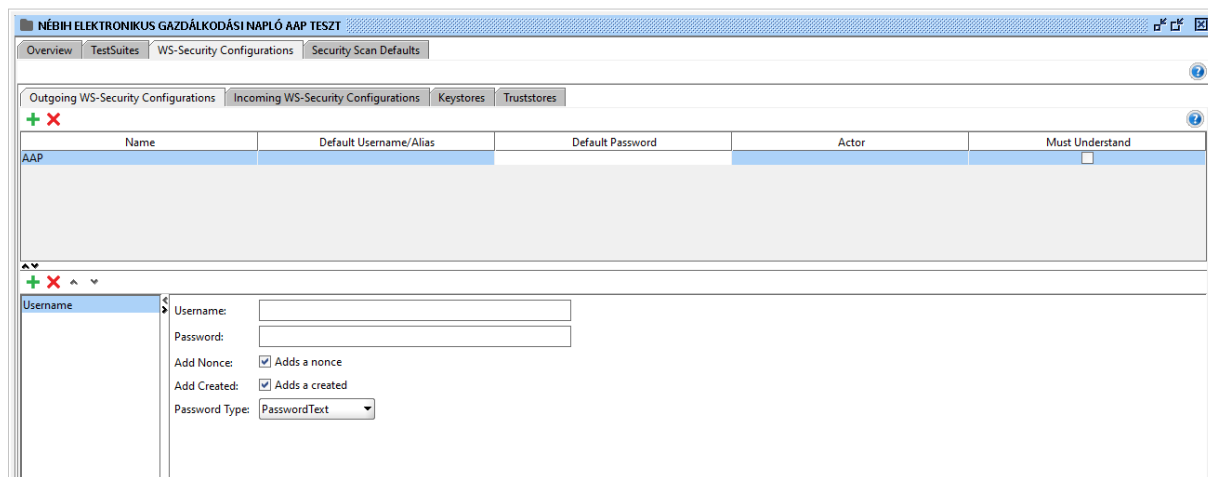 NÉBIH ELEKTRONIKUS GAZDÁLKODÁSI NAPLÓ AAP TESZT
Overview TestSuites WS-Security Configurations Security Scan Defaults
Outgoing WS-Security Configurations Incoming WS-Security Configurations Keystores Truststores
Name Default Username/Alias Default Password Actor Must Understand
AAP
Username
Username:
Password:
Add Nonce: Adds a nonce
Add Created: Adds a created
Password Type: PasswordText